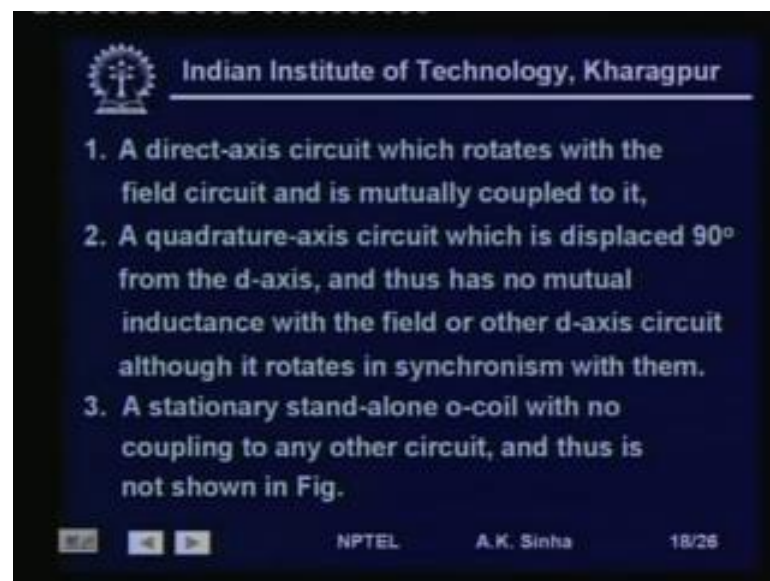 Indian Institute of Technology, Kharagpur
1. A direct-axis circuit which rotates with the
field circuit and is mutually coupled to it,
2. A quadrature-axis circuit which is displaced 90º
from the d-axis, and thus has no mutual
inductance with the field or other d-axis circuit
although it rotates in synchronism with them.
3. A stationary stand-alone o-coil with no
coupling to any other circuit, and thus is
not shown in Fig.
NPTEL A.K. Sinha 18/26